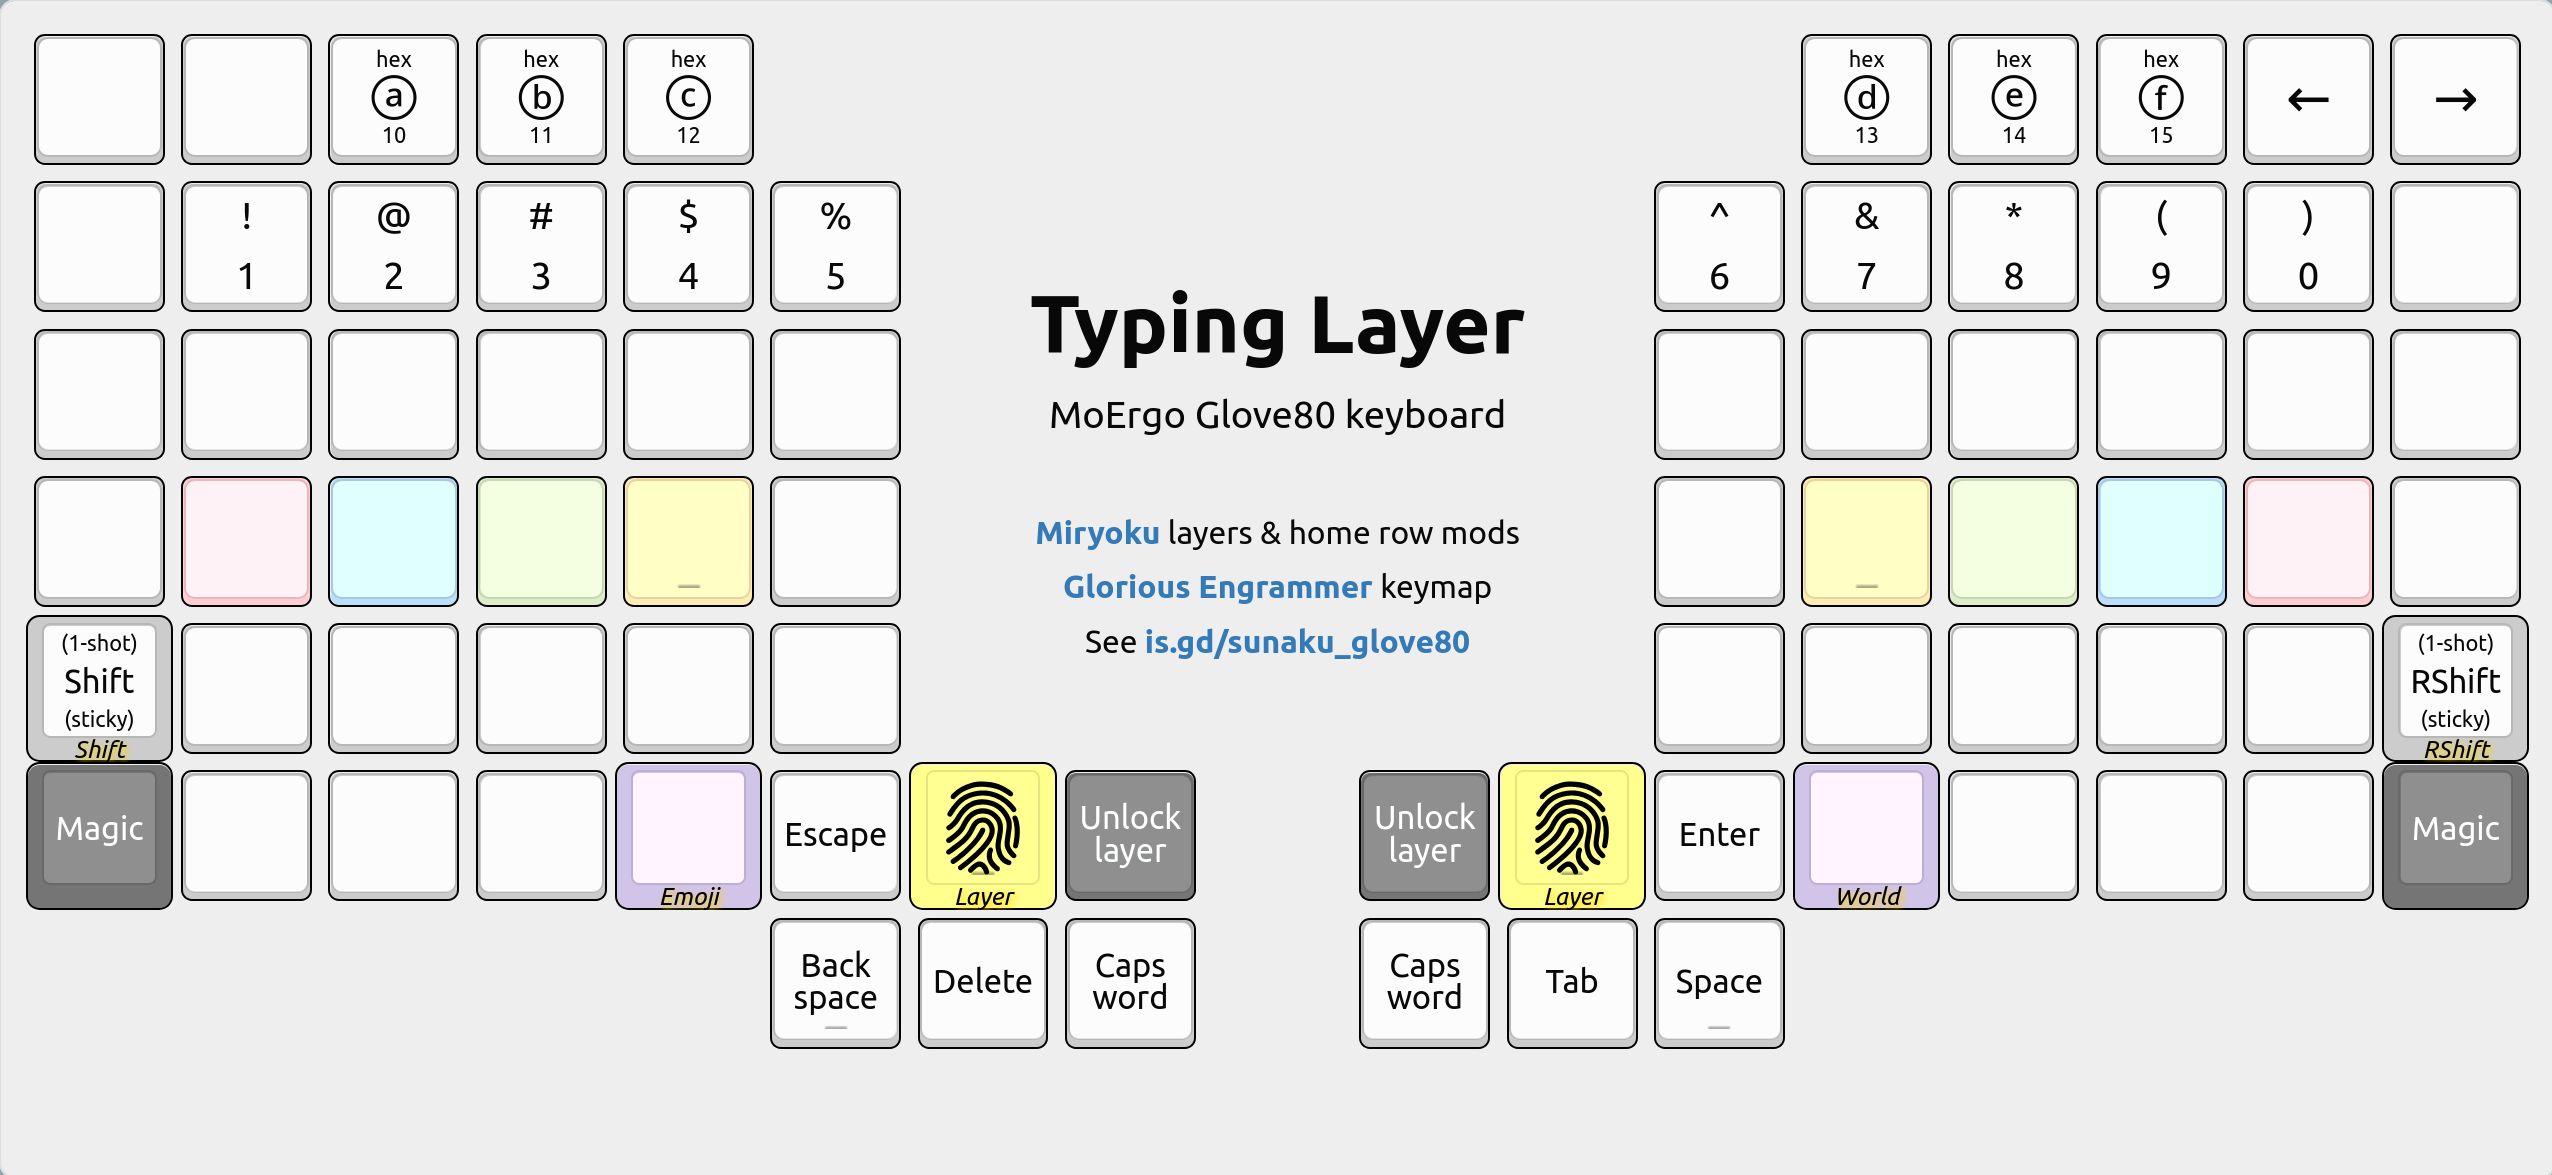 hex hex hex hex hex hex
ⓐ ⓑ ⓒ ⓓ ⓔ ⓕ ← →
10 11 12 13 14 15
! @ # $ % ^ & * ( )
1 2 3 4 5 6 7 8 9 0
Typing Layer
MoErgo Glove80 keyboard
Miryoku layers & home row mods
Glorious Engrammer keymap
See is.gd/sunaku_glove80
(1-shot) (1-shot)
Shift RShift
(sticky) (sticky)
Shift RShift
Magic Escape Unlock layer Unlock layer Enter Magic
Emoji Layer Layer World
Back space Delete Caps word Caps word Tab Space